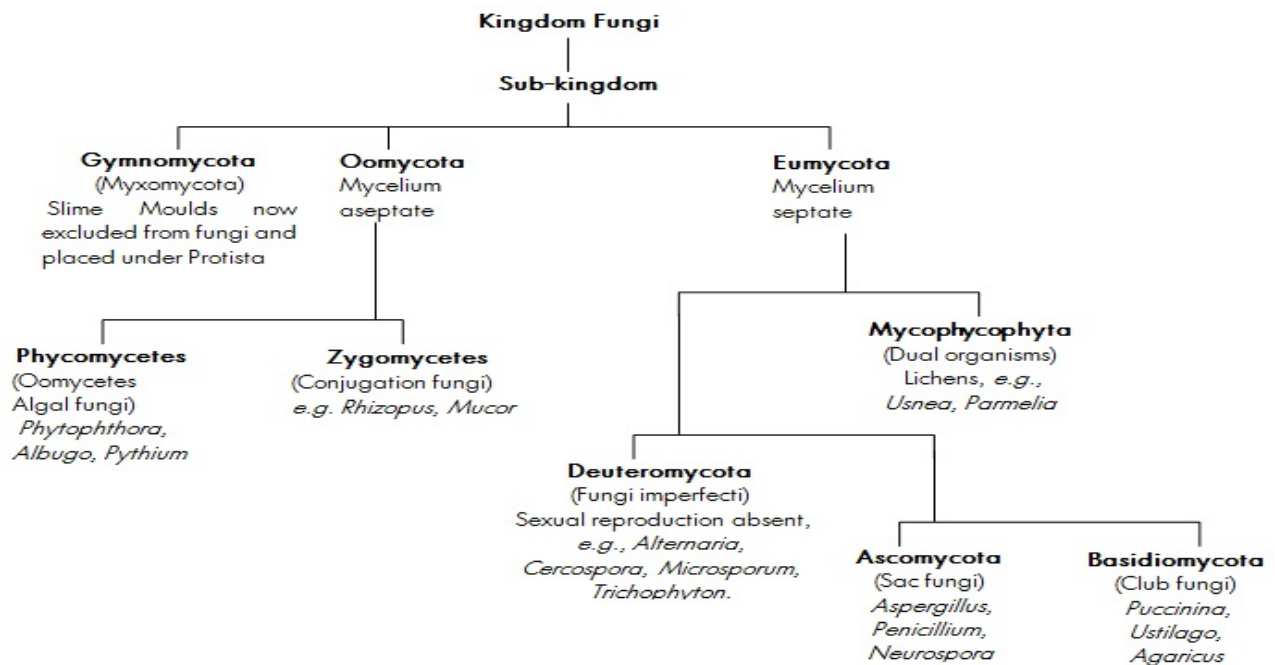 Kingdom Fungi
Sub-kingdom
Gymnomycota
(Myxomycota)
Slime Moulds now
excluded from fungi and
placed under Protista
Oomycota
Mycelium
aseptate
Eumycota
Mycelium
septate
Phycomycetes
(Oomycetes
Algal fungi)
Phytophthora,
Albugo, Pythium
Zygomycetes
(Conjugation fungi)
e.g. Rhizopus, Mucor
Mycophycophyta
(Dual organisms)
Lichens, e.g.,
Usnea, Parmelia
Deuteromycota
(Fungi imperfecti)
Sexual reproduction absent,
e.g., Alternaria,
Cercospora, Microsporum,
Trichophyton.
Ascomycota
(Sac fungi)
Aspergillus,
Penicillium,
Neurospora
Basidiomycota
(Club fungi)
Puccinina,
Ustilago,
Agaricus